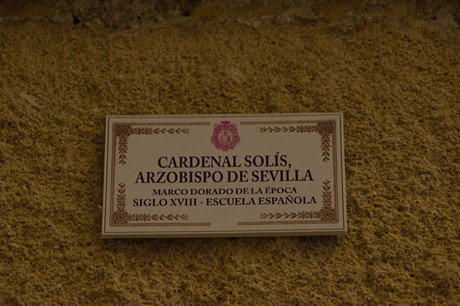 CARDENAL SOLÍS,
ARZOBISPO DE SEVILLA
MARCO DORADO DE LA ÉPOCA
SIGLO XVIII - ESCUELA ESPAÑOLA